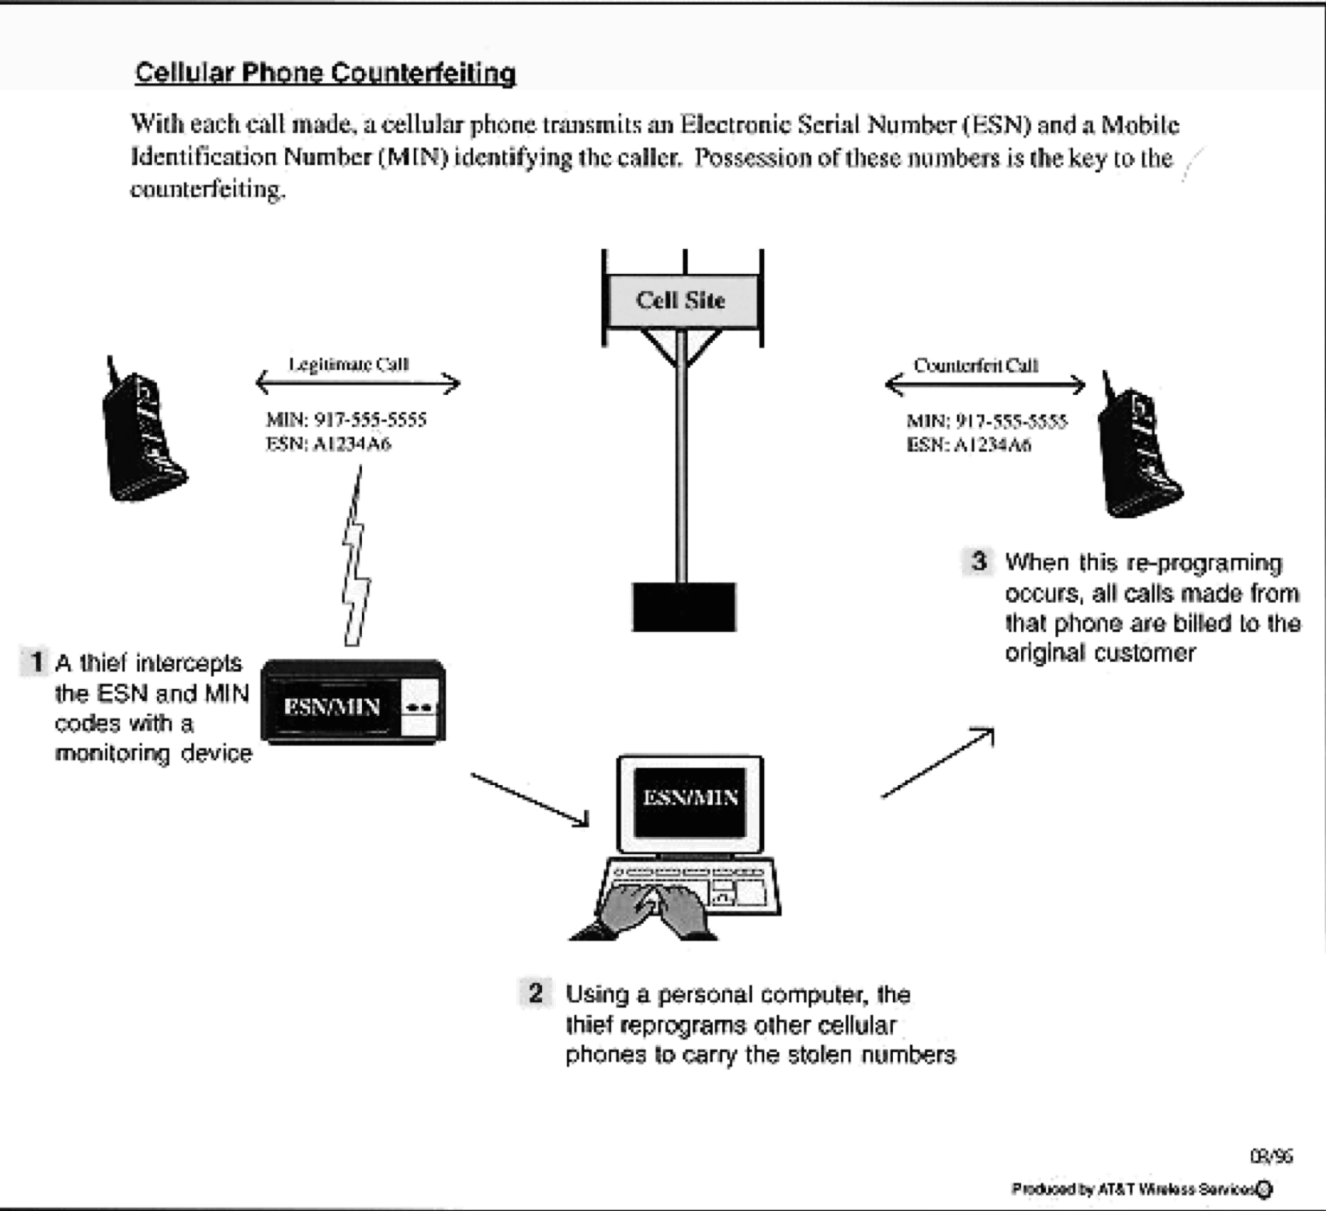 Cellular Phone Counterfeiting
With each call made, a cellular phone transmits an Electronic Serial Number (ESN) and a Mobile
Identification Number (MIN) identifying the caller. Possession of these numbers is the key to the
counterfeiting.
Cell Site
Legitimate Call
MIN: 917-555-5555
ESN: A1234A6
Counterfeit Call
MIN: 917-555-5555
ESN: A1234A6
1 A thief intercepts
the ESN and MIN
codes with a
monitoring device
ESN/MIN
ESN/MIN
2 Using a personal computer, the
thief reprograms other cellular
phones to carry the stolen numbers
3 When this re-programing
occurs, all calls made from
that phone are billed to the
original customer
08/96
Produced by AT&T Wireless Services